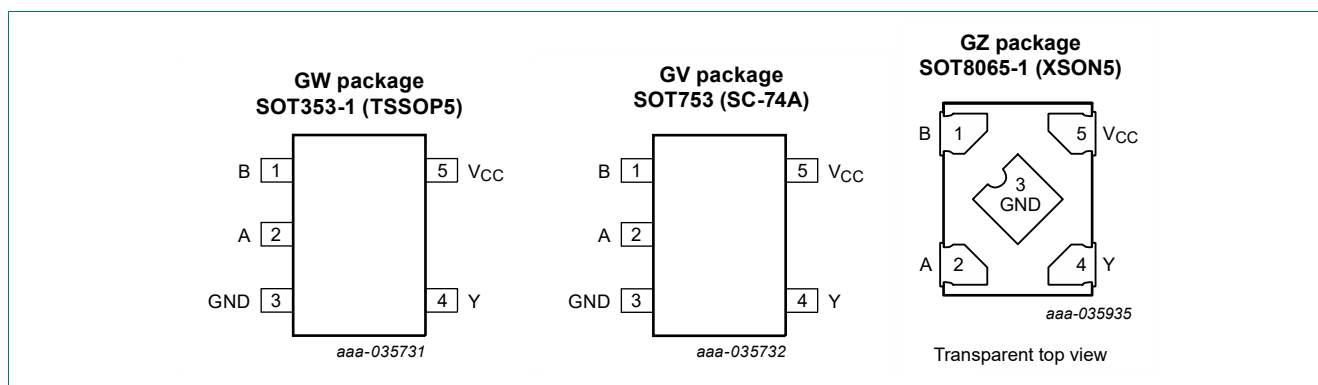 GW package
SOT353-1 (TSSOP5)
B 1
5 VCC
A 2
GND 3
4 Y
aaa-035731
GV package
SOT753 (SC-74A)
B 1
5 VCC
A 2
GND 3
4 Y
aaa-035732
GZ package
SOT8065-1 (XSON5)
B 1
5 VCC
3
GND
A 2
4 Y
aaa-035935
Transparent top view